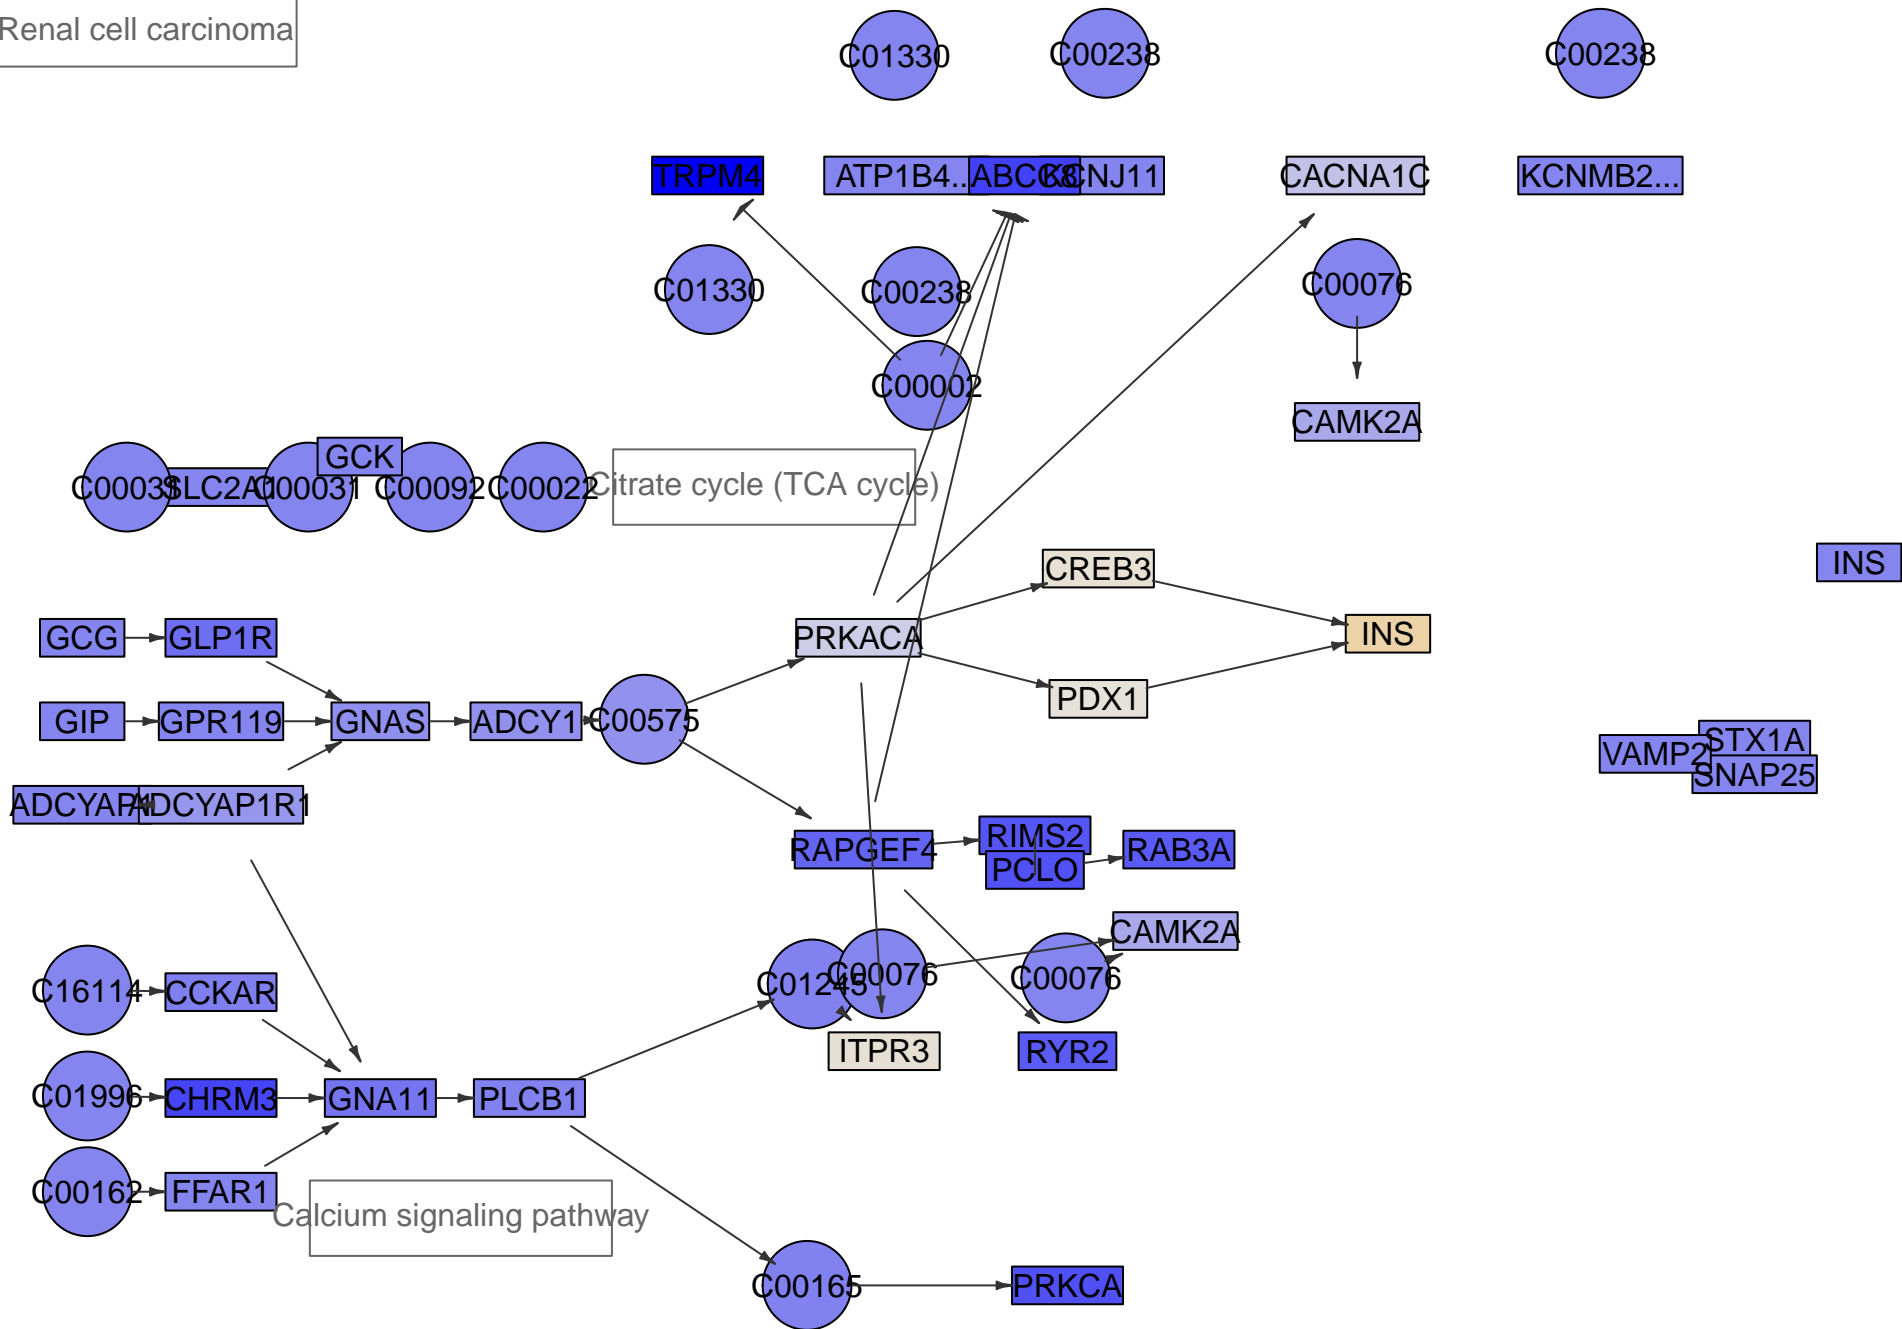 Renal cell carcinoma
C01330
C00238
C00238
TRPM4
ATP1B4...
ABCC8
KCNJ11
CACNA1C
KCNMB2...
C01330
C00238
C00076
C00002
CAMK2A
C00031
SLC2A1
C00031
GCK
C00092
C00022
Citrate cycle (TCA cycle)
CREB3
INS
GCG
GLP1R
PRKACA
INS
GIP
GPR119
GNAS
ADCY1
C00575
PDX1
VAMP2
STX1A
SNAP25
ADCYAP1
ADCYAP1R1
RAPGEF4
RIMS2
PCLO
RAB3A
CAMK2A
C16114
CCKAR
C01245
C00076
C00076
ITPR3
RYR2
C01996
CHRM3
GNA11
PLCB1
C00162
FFAR1
Calcium signaling pathway
C00165
PRKCA